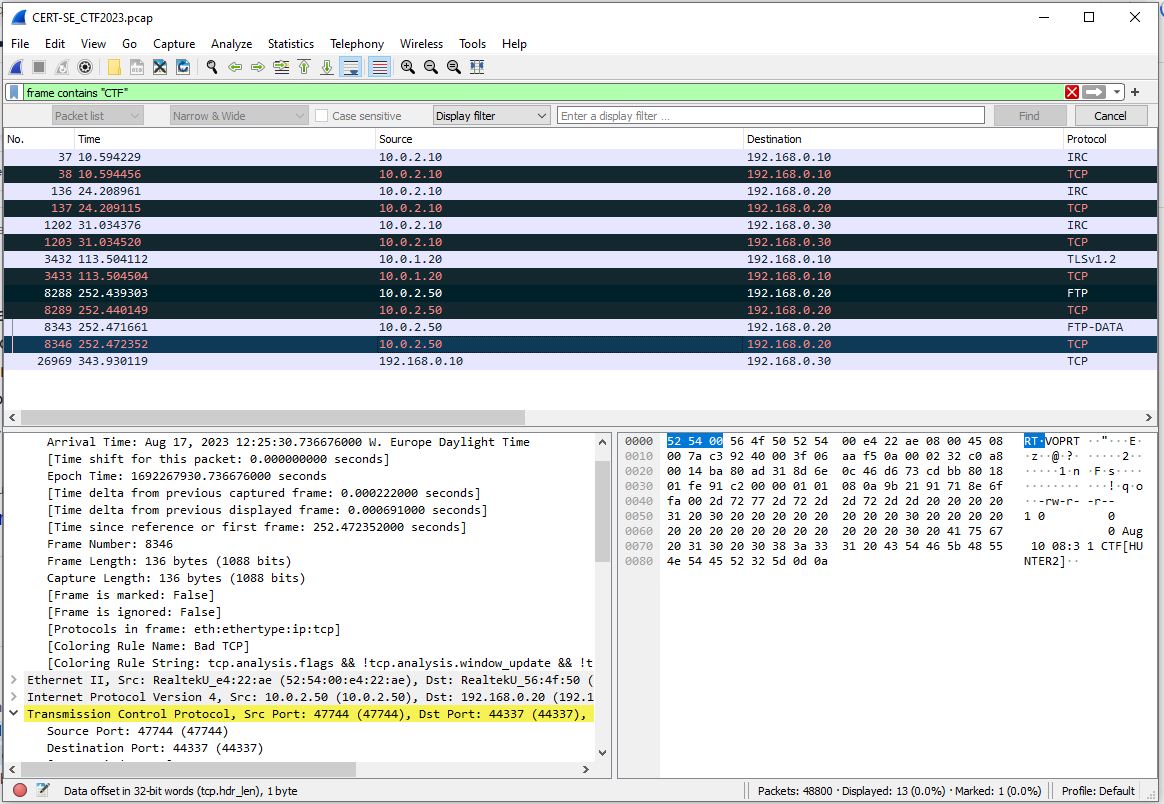 CERT-SE_CTF2023.pcap
File Edit View Go Capture Analyze Statistics Telephony Wireless Tools Help
frame contains "CTF"
Packet list Narrow & Wide Case sensitive Display filter Enter a display filter ... Find Cancel
No. Time Source Destination Protocol
37 10.594229 10.0.2.10 192.168.0.10 IRC
38 10.594456 10.0.2.10 192.168.0.10 TCP
136 24.208961 10.0.2.10 192.168.0.20 IRC
137 24.209115 10.0.2.10 192.168.0.20 TCP
1202 31.034376 10.0.2.10 192.168.0.30 IRC
1203 31.034520 10.0.2.10 192.168.0.30 TCP
3432 113.504112 10.0.1.20 192.168.0.10 TLSv1.2
3433 113.504504 10.0.1.20 192.168.0.10 TCP
8288 252.439303 10.0.2.50 192.168.0.20 FTP
8289 252.440149 10.0.2.50 192.168.0.20 TCP
8343 252.471661 10.0.2.50 192.168.0.20 FTP-DATA
8346 252.472352 10.0.2.50 192.168.0.20 TCP
26969 343.930119 192.168.0.10 192.168.0.30 TCP
Arrival Time: Aug 17, 2023 12:25:30.736676000 W. Europe Daylight Time
[Time shift for this packet: 0.000000000 seconds]
Epoch Time: 1692267930.736676000 seconds
[Time delta from previous captured frame: 0.000222000 seconds]
[Time delta from previous displayed frame: 0.000691000 seconds]
[Time since reference or first frame: 252.472352000 seconds]
Frame Number: 8346
Frame Length: 136 bytes (1088 bits)
Capture Length: 136 bytes (1088 bits)
[Frame is marked: False]
[Frame is ignored: False]
[Protocols in frame: eth:ethertype:ip:tcp]
[Coloring Rule Name: Bad TCP]
[Coloring Rule String: tcp.analysis.flags && !tcp.analysis.window_update && !t
Ethernet II, Src: RealtekU_e4:22:ae (52:54:00:e4:22:ae), Dst: RealtekU_56:4f:50 (
Internet Protocol Version 4, Src: 10.0.2.50 (10.0.2.50), Dst: 192.168.0.20 (192.1
Transmission Control Protocol, Src Port: 47744 (47744), Dst Port: 44337 (44337),
Source Port: 47744 (47744)
Destination Port: 44337 (44337)
0000 52 54 00 56 4f 50 52 54 00 e4 22 ae 08 00 45 08 RT·VOPRT ··"···E·
0010 00 7a c3 92 40 00 3f 06 aa f5 0a 00 02 32 c0 a8 ·z··@·?· ·····2··
0020 00 14 ba 80 ad 31 8d 6e 0c 46 d6 73 cd bb 80 18 ·····1·n ·F·s····
0030 01 fe 91 c2 00 00 01 01 08 0a 9b 21 91 71 8e 6f ········ ···!·q·o
0040 fa 00 2d 72 77 2d 72 2d 2d 72 2d 2d 20 20 20 20 ··-rw-r- -r--
0050 31 20 30 20 20 20 20 20 20 20 20 30 20 20 20 20 1 0 0
0060 20 20 20 20 20 20 20 20 20 20 20 30 20 41 75 67 0 Aug
0070 20 31 30 20 30 38 3a 33 31 20 43 54 46 5b 48 55 10 08:3 1 CTF[HU
0080 4e 54 45 52 32 5d 0d 0a NTER2]··
Data offset in 32-bit words (tcp.hdr_len), 1 byte Packets: 48800 · Displayed: 13 (0.0%) · Marked: 1 (0.0%) Profile: Default